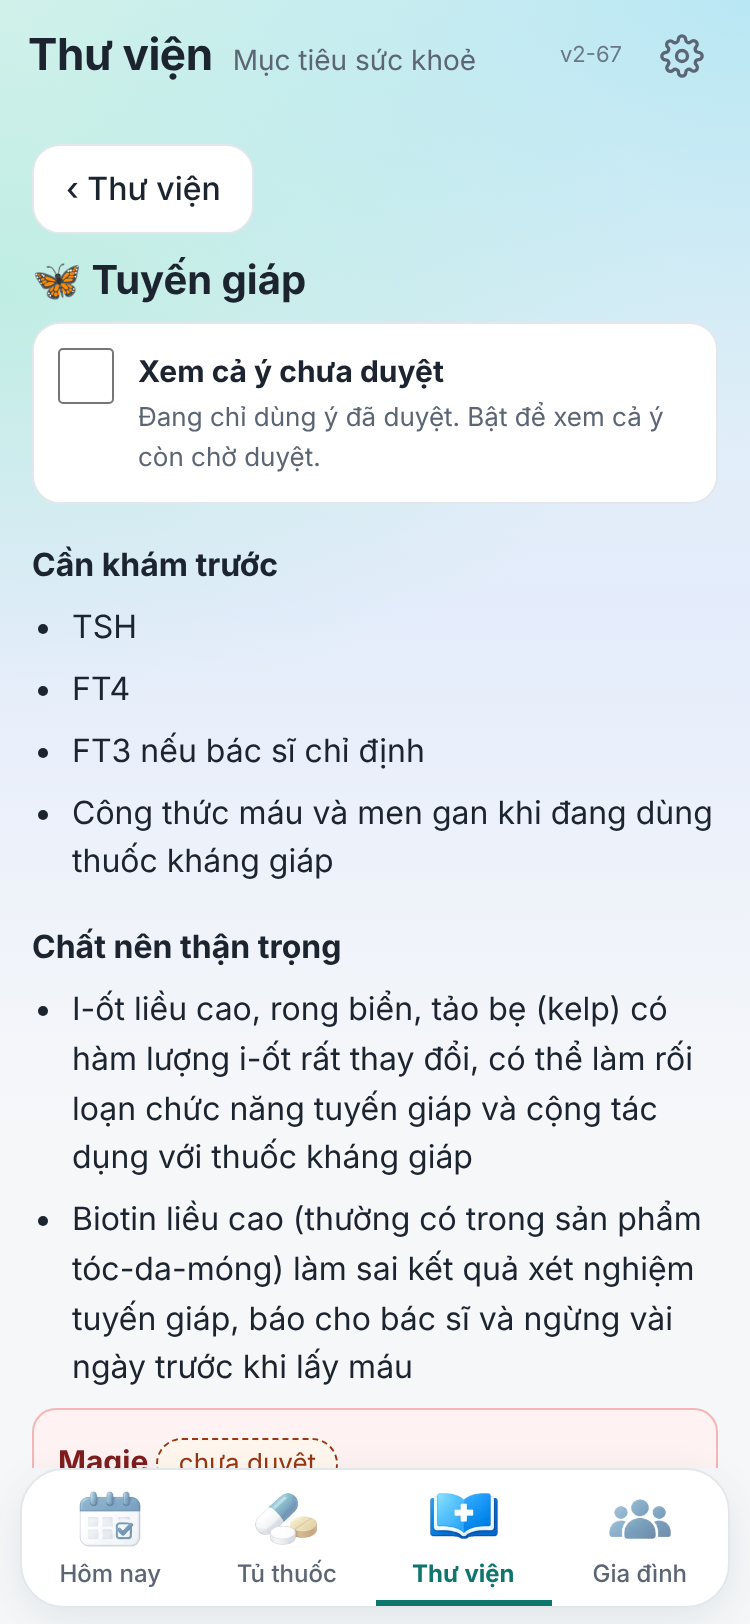 Thư viện Mục tiêu sức khoẻ v2-67
‹ Thư viện
Tuyến giáp
Xem cả ý chưa duyệt
Đang chỉ dùng ý đã duyệt. Bật để xem cả ý
còn chờ duyệt.
Cần khám trước
• TSH
• FT4
• FT3 nếu bác sĩ chỉ định
• Công thức máu và men gan khi đang dùng
thuốc kháng giáp
Chất nên thận trọng
• I-ốt liều cao, rong biển, tảo bẹ (kelp) có
hàm lượng i-ốt rất thay đổi, có thể làm rối
loạn chức năng tuyến giáp và cộng tác
dụng với thuốc kháng giáp
• Biotin liều cao (thường có trong sản phẩm
tóc-da-móng) làm sai kết quả xét nghiệm
tuyến giáp, báo cho bác sĩ và ngừng vài
ngày trước khi lấy máu
Magie chưa duyệt
Hôm nay Tủ thuốc Thư viện Gia đình